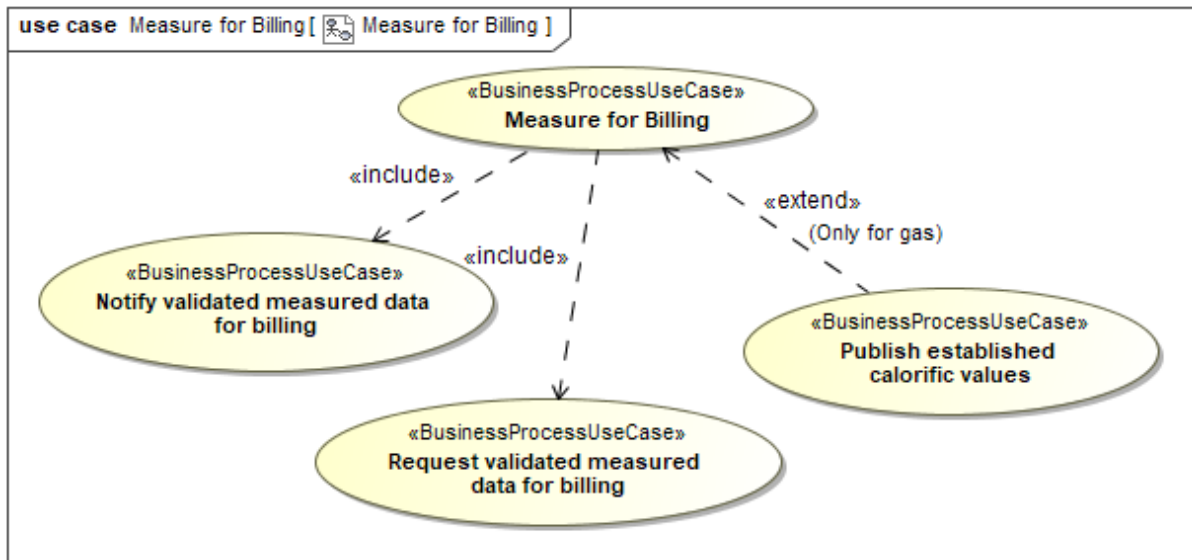 use case Measure for Billing [ Measure for Billing ]
«BusinessProcessUseCase»
Measure for Billing
«include»
«extend»
(Only for gas)
«include»
«BusinessProcessUseCase»
Notify validated measured data
for billing
«BusinessProcessUseCase»
Publish established
calorific values
«BusinessProcessUseCase»
Request validated measured
data for billing